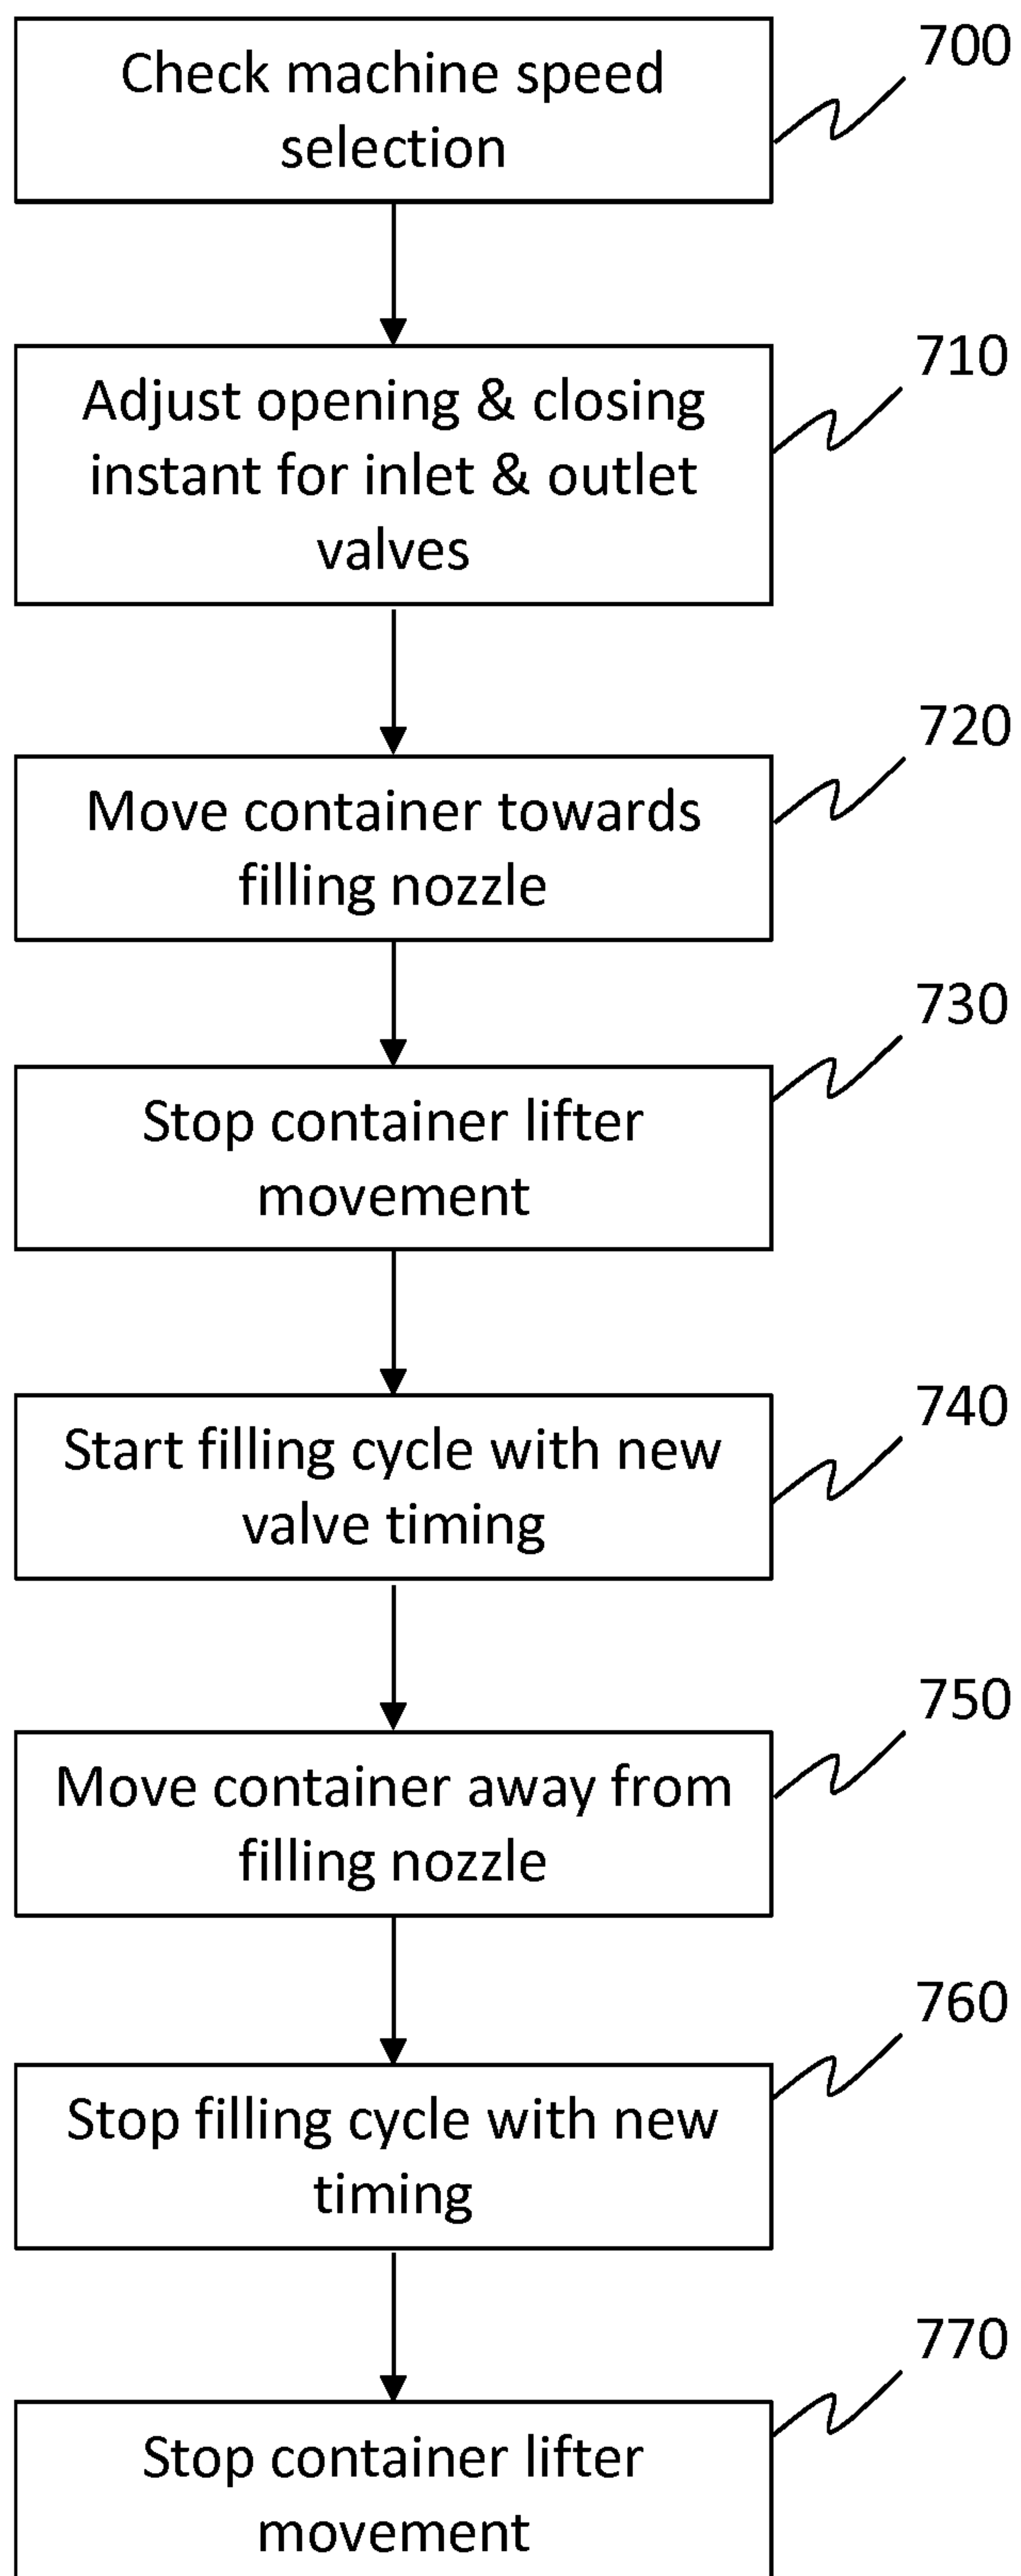 700
Check machine speed
selection
710
Adjust opening & closing
instant for inlet & outlet
valves
720
Move container towards
filling nozzle
730
Stop container lifter
movement
740
Start filling cycle with new
valve timing
750
Move container away from
filling nozzle
760
Stop filling cycle with new
timing
770
Stop container lifter
movement